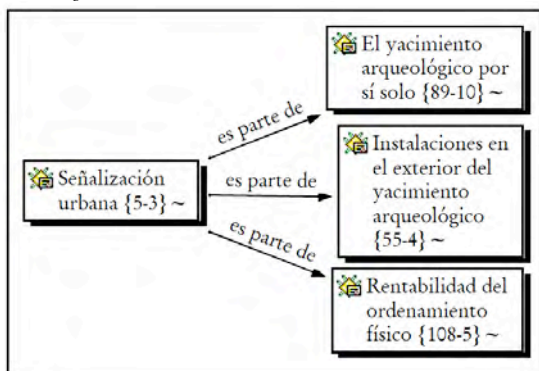 El yacimiento
arqueológico por
sí solo {89-10} ~
es parte de
Señalización
urbana {5-3} ~
es parte de
Instalaciones en
el exterior del
yacimiento
arqueológico
{55-4} ~
es parte de
Rentabilidad del
ordenamiento
físico {108-5} ~